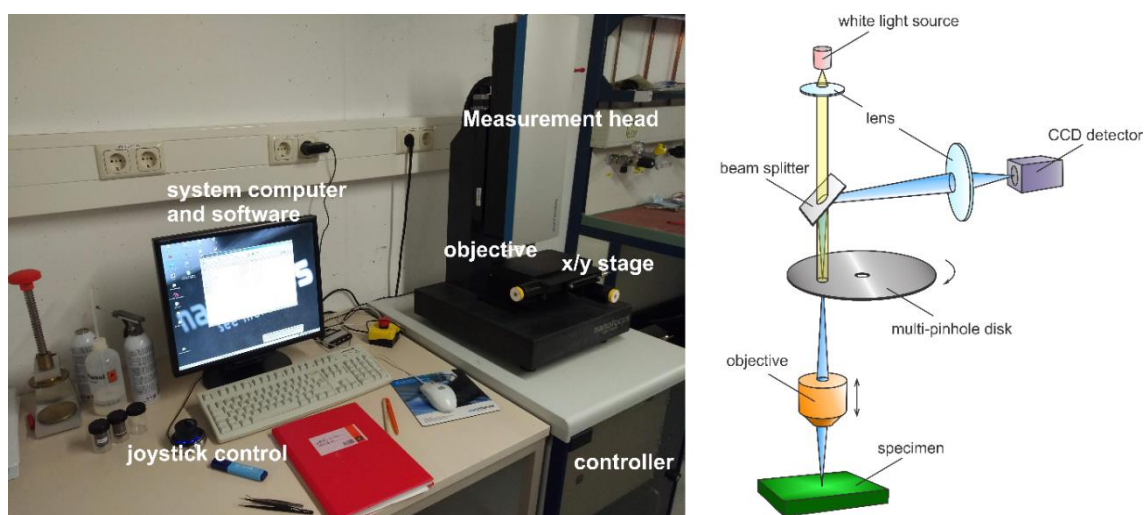 Measurement head
system computer
and software
objective
x/y stage
nanofocus
joystick control
controller
white light source
lens
CCD detector
beam splitter
multi-pinhole disk
objective
specimen